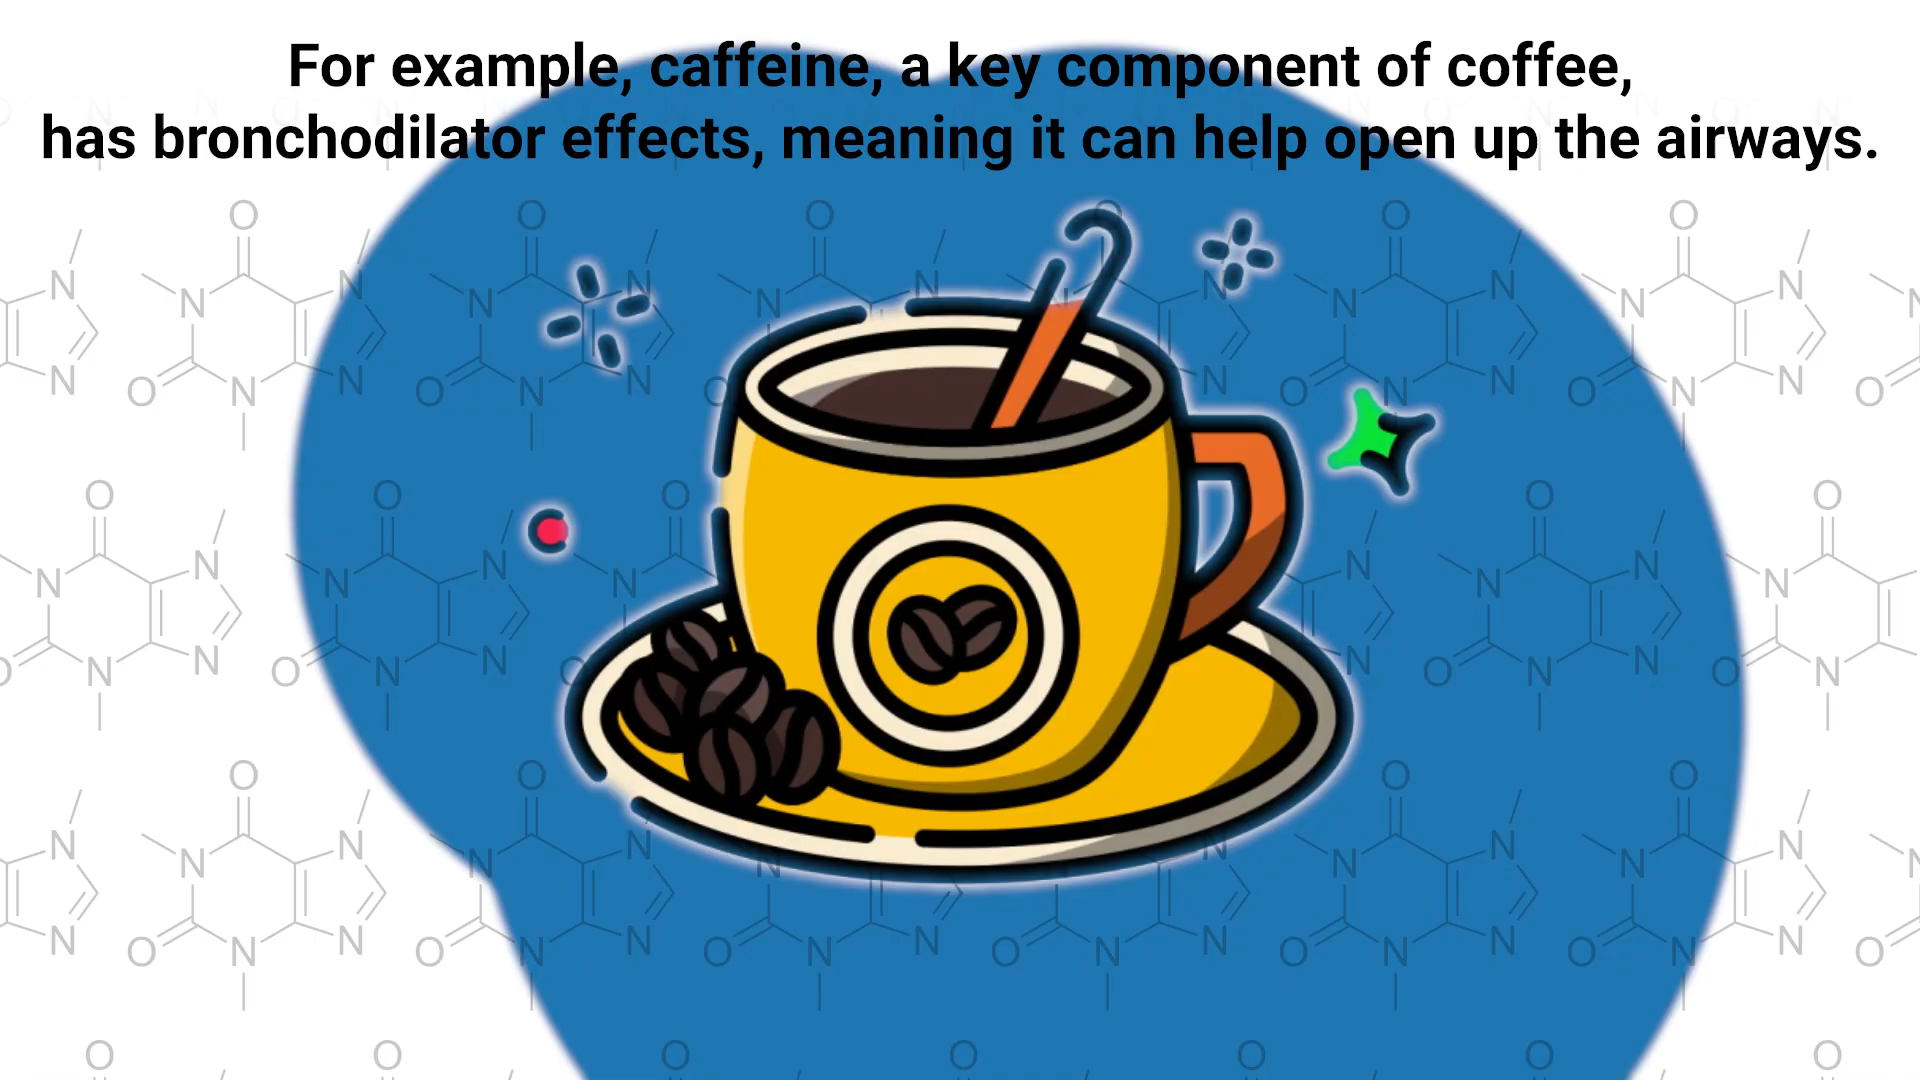 For example, caffeine, a key component of coffee,
has bronchodilator effects, meaning it can help open up the airways.